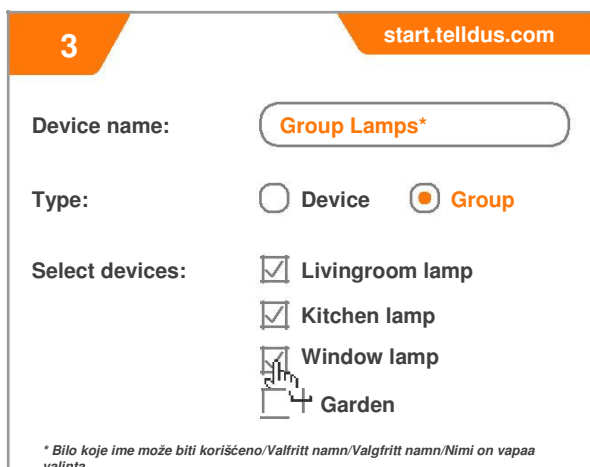 3
start.telldus.com
Device name:
Group Lamps*
Type:
Device
Group
Select devices:
Livingroom lamp
Kitchen lamp
Window lamp
Garden
* Bilo koje ime može biti korišćeno/Valfritt namn/Valgfritt namn/Nimi on vapaa
valinta